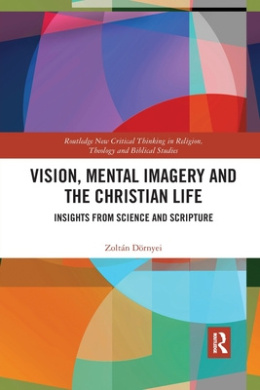 Routledge New Critical Thinking in Religion,
Theology and Biblical Studies
VISION, MENTAL IMAGERY AND
THE CHRISTIAN LIFE
INSIGHTS FROM SCIENCE AND SCRIPTURE
Zoltán Dörnyei
ROUTLEDGE